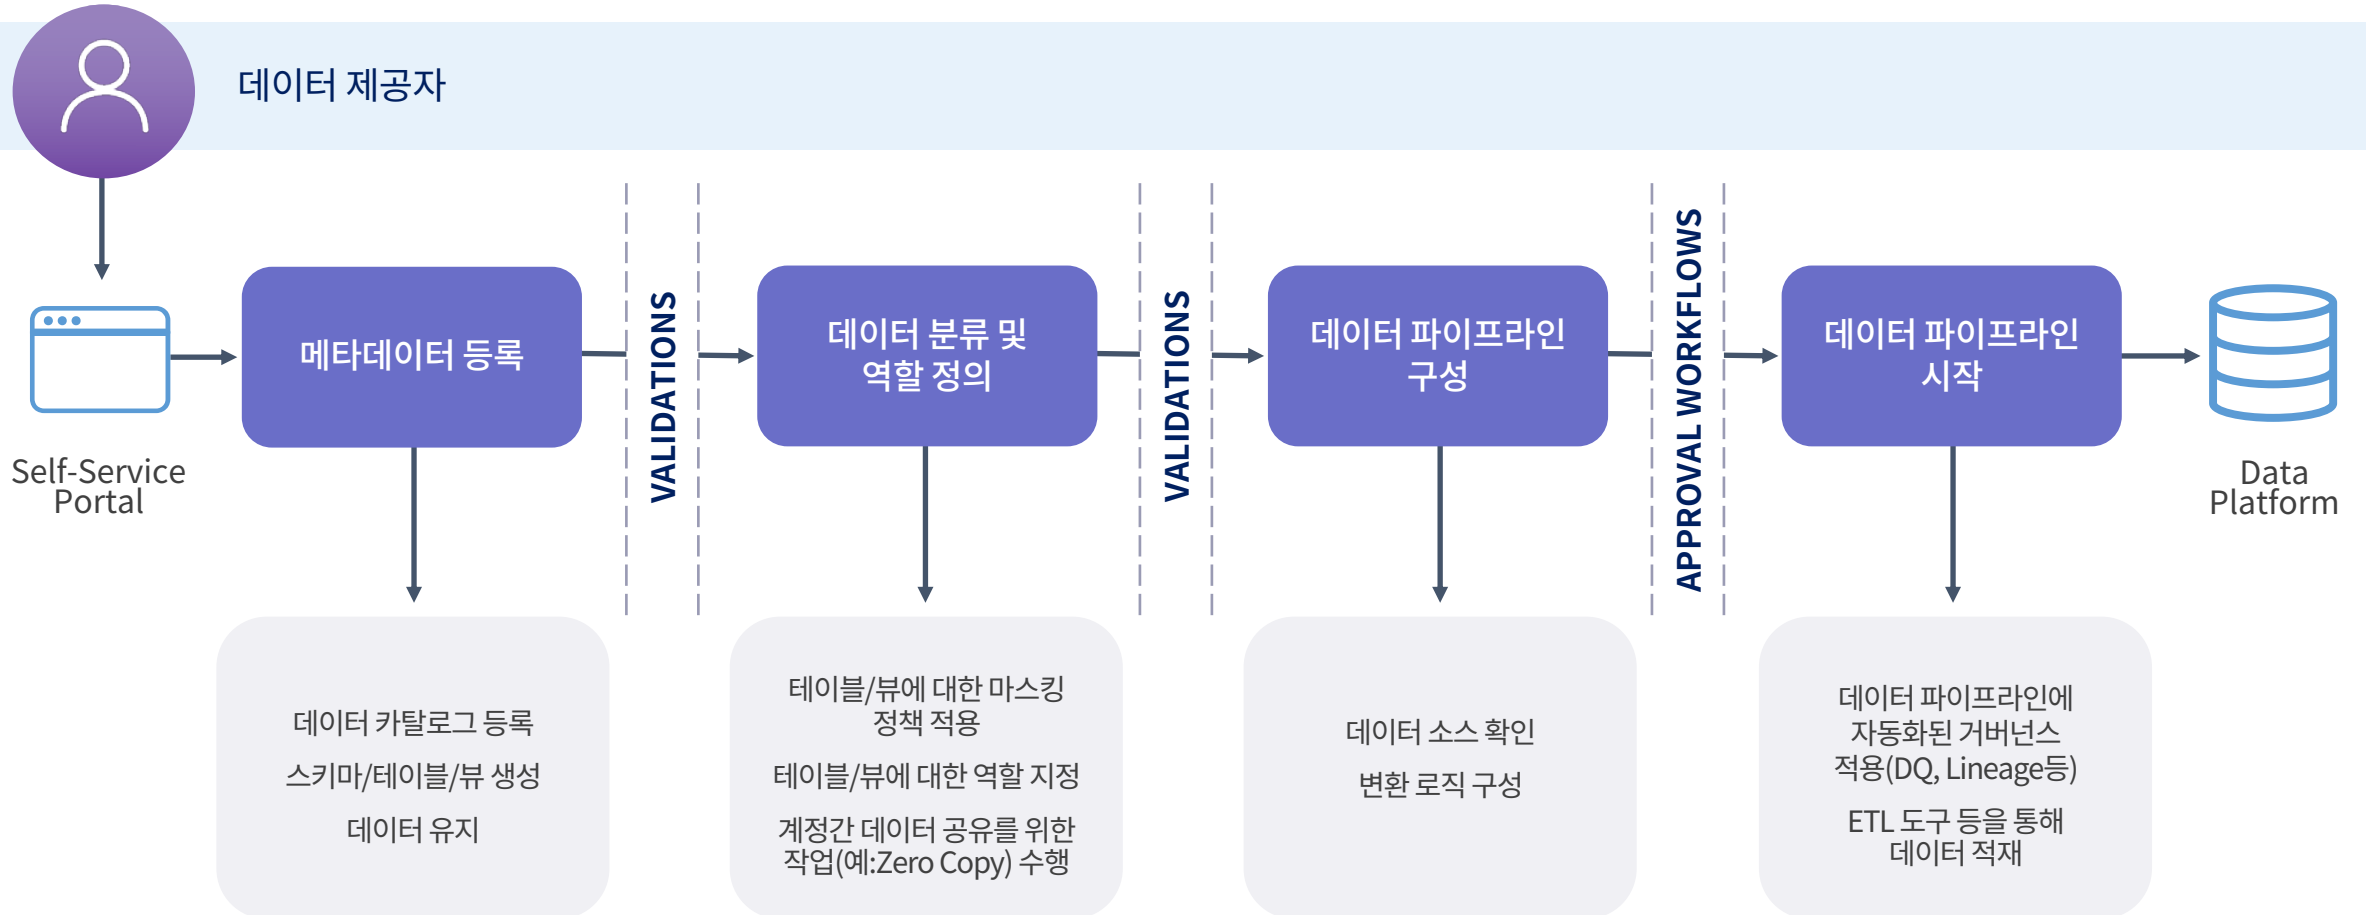 데이터 제공자
Self-Service
Portal
메타데이터 등록
VALIDATIONS
데이터 분류 및
역할 정의
VALIDATIONS
데이터 파이프라인
구성
APPROVAL WORKFLOWS
데이터 파이프라인
시작
Data
Platform
데이터 카탈로그 등록
스키마/테이블/뷰 생성
데이터 유지
테이블/뷰에 대한 마스킹
정책 적용
테이블/뷰에 대한 역할 지정
계정간 데이터 공유를 위한
작업(예:Zero Copy) 수행
데이터 소스 확인
변환 로직 구성
데이터 파이프라인에
자동화된 거버넌스
적용(DQ, Lineage등)
ETL 도구 등을 통해
데이터 적재